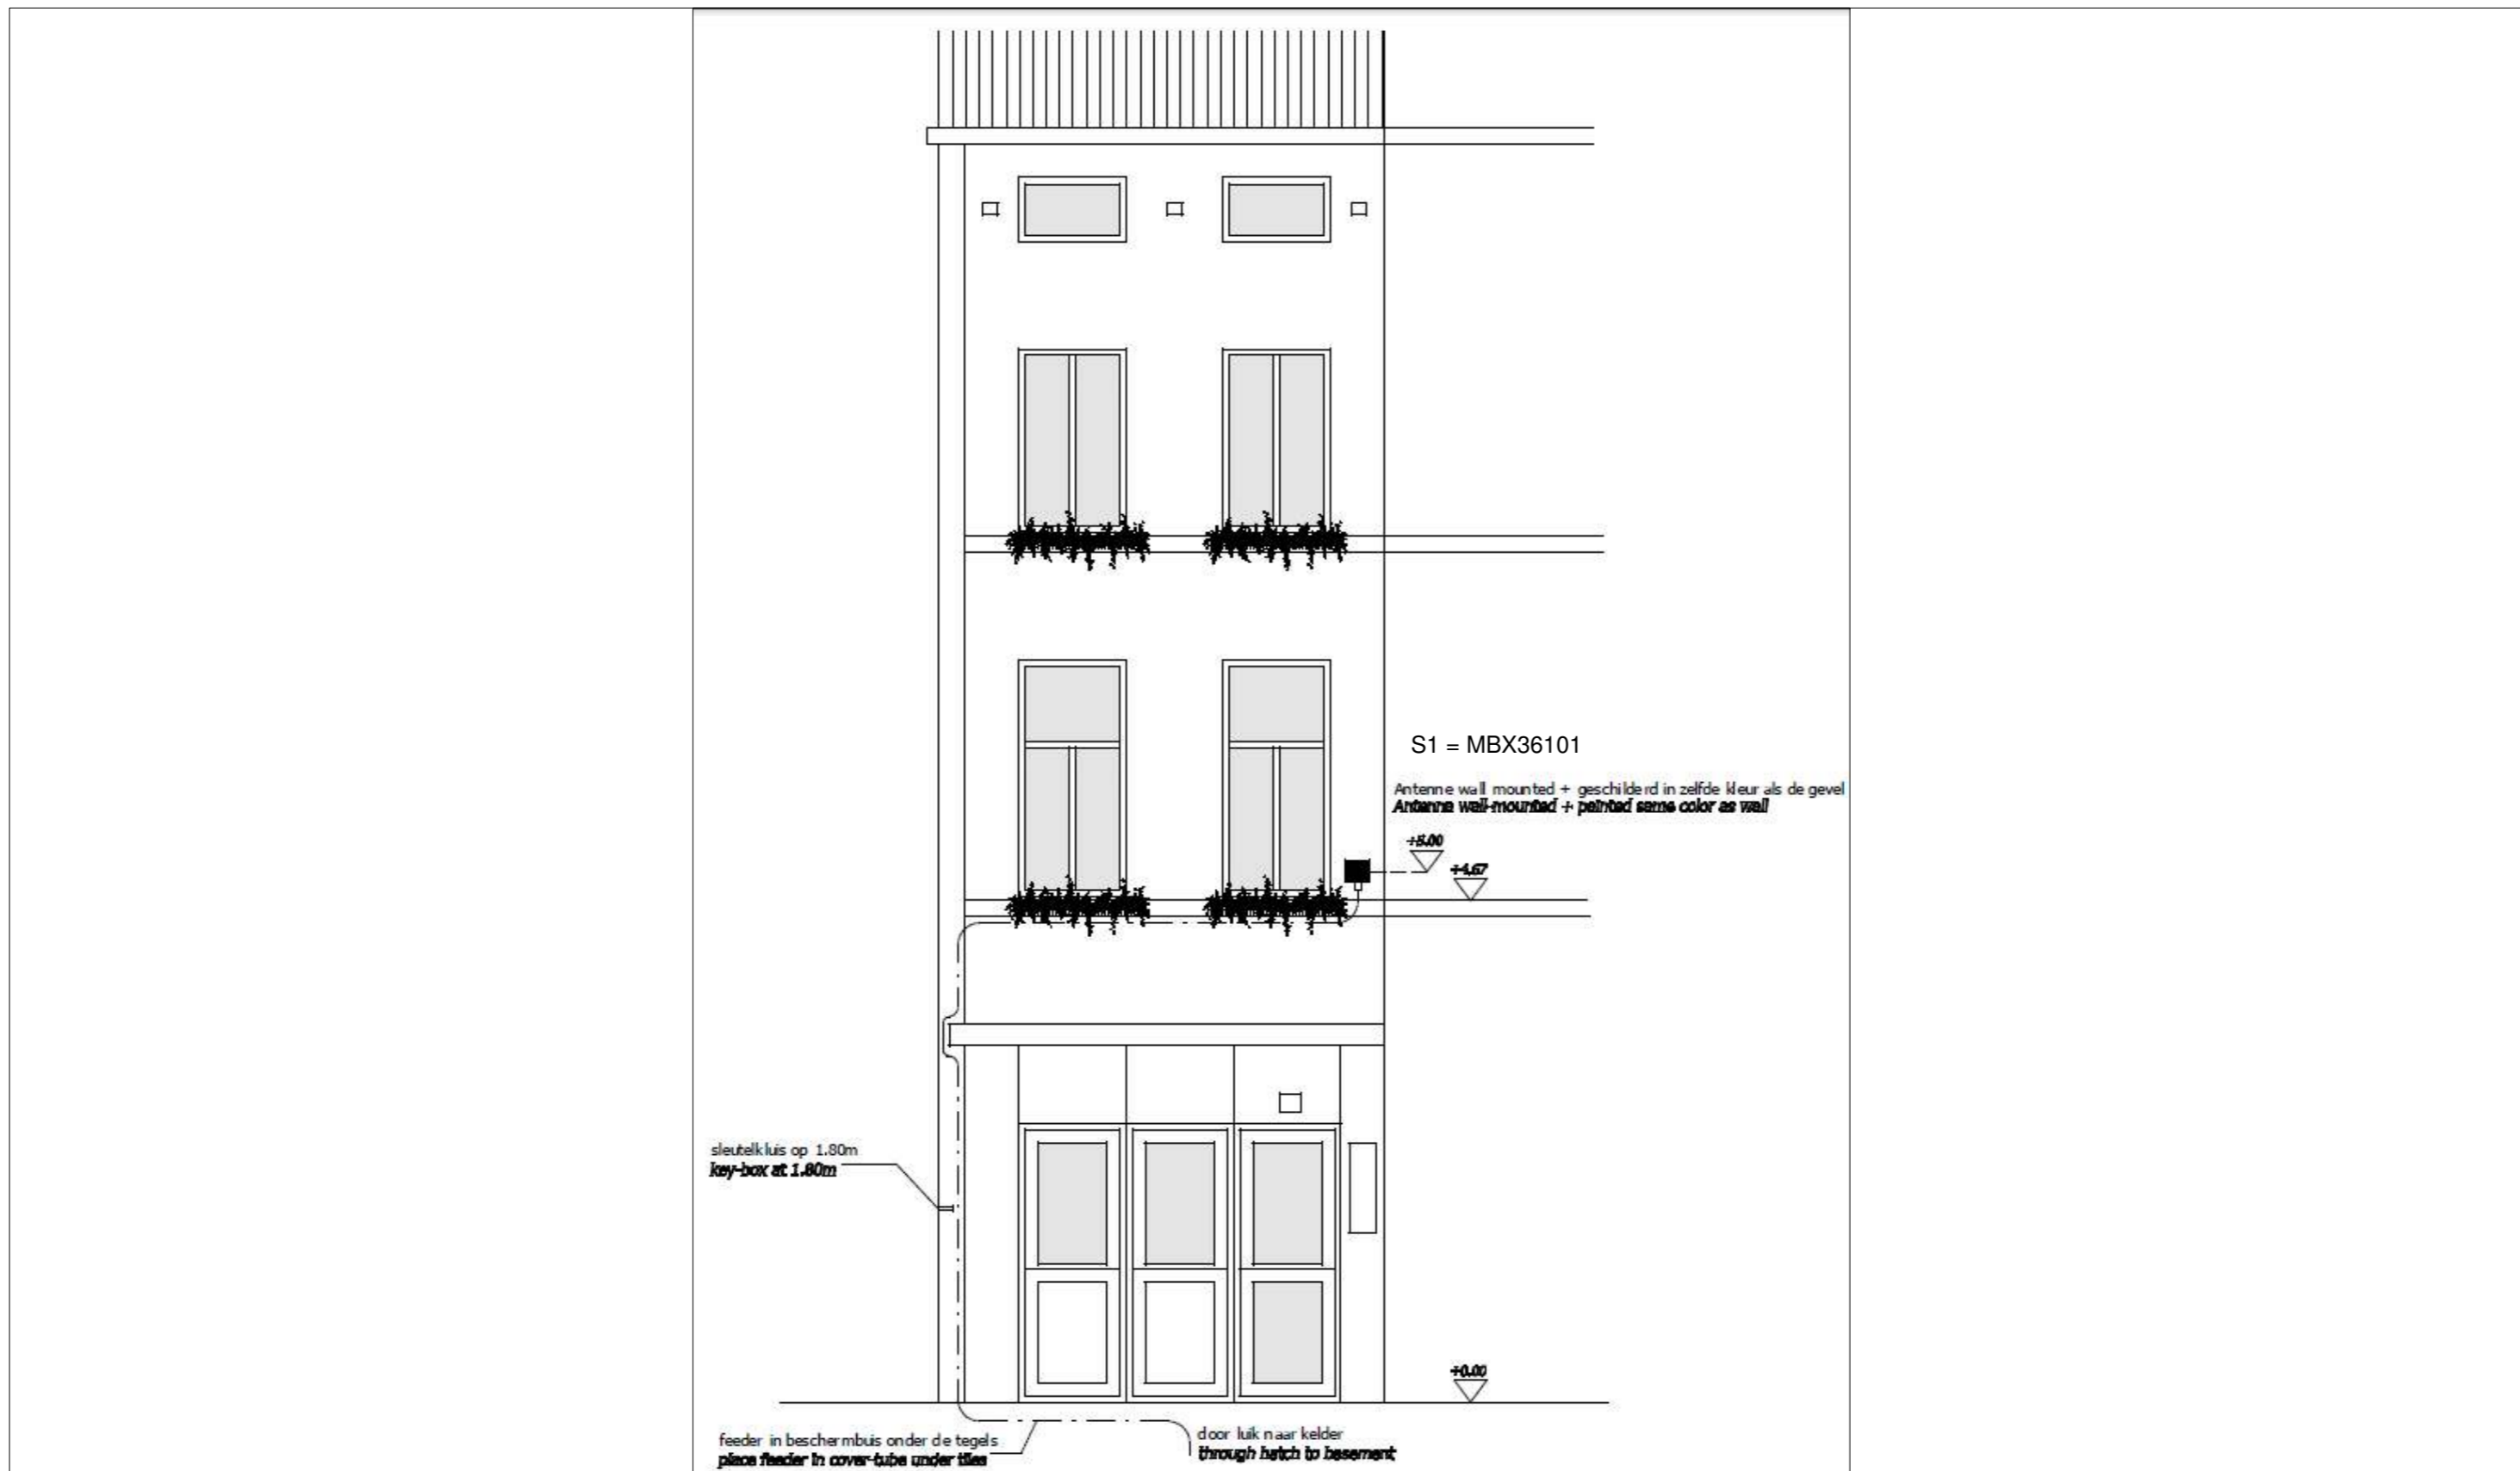 S1 = MBX36101
Antenne wall mounted + geschilderd in zelfde kleur als de gevel
Antenne wall-mounted + painted same color as wall
+5.00
+4.67
sleutelkluis op 1.80m
key-box at 1.80m
+0.00
feeder in beschermbuis onder de tegels
place feeder in cover-tube under tiles
door luik naar kelder
through hatch to basement